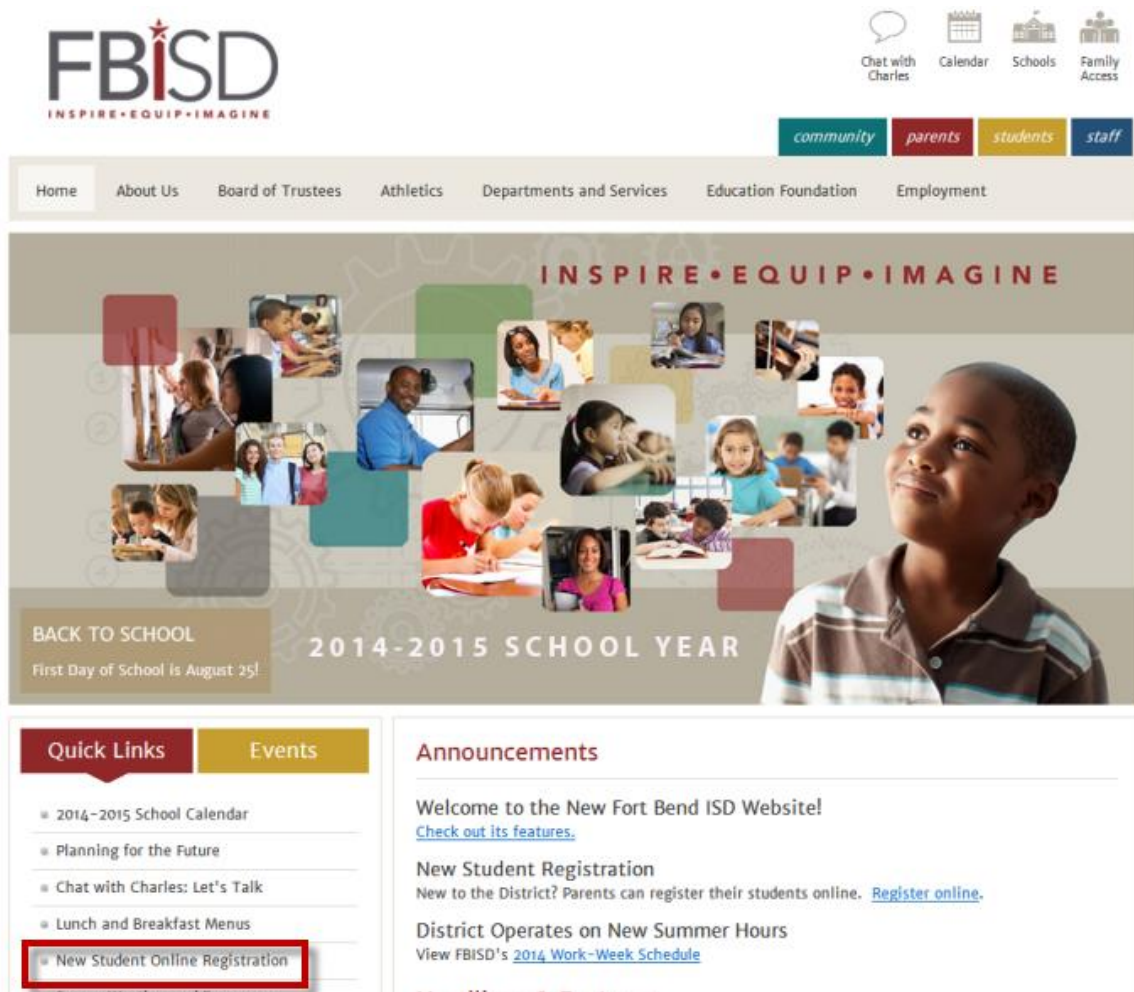 FBiSD
INSPIRE•EQUIP•IMAGINE
Chat with
Charles
Calendar
Schools
Family
Access
community
parents
students
staff
Home
About Us
Board of Trustees
Athletics
Departments and Services
Education Foundation
Employment
INSPIRE•EQUIP•IMAGINE
BACK TO SCHOOL
First Day of School is August 25!
2014-2015 SCHOOL YEAR
Quick Links
Events
2014-2015 School Calendar
Planning for the Future
Chat with Charles: Let's Talk
Lunch and Breakfast Menus
New Student Online Registration
Announcements
Welcome to the New Fort Bend ISD Website!
Check out its features.
New Student Registration
New to the District? Parents can register their students online. Register online.
District Operates on New Summer Hours
View FBISD's 2014 Work-Week Schedule